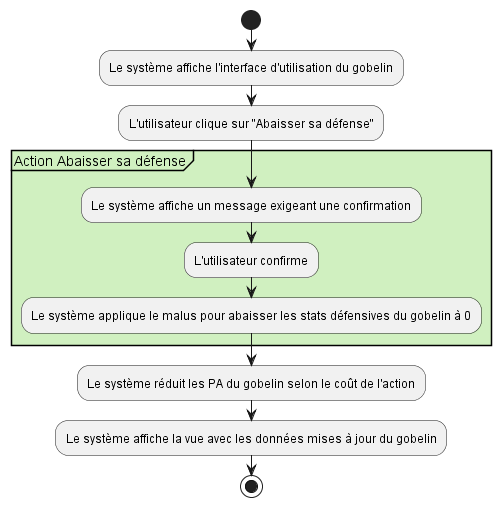 Le système affiche l'interface d'utilisation du gobelin
L'utilisateur clique sur "Abaisser sa défense"
Action Abaisser sa défense
Le système affiche un message exigeant une confirmation
L'utilisateur confirme
Le système applique le malus pour abaisser les stats défensives du gobelin à 0
Le système réduit les PA du gobelin selon le coût de l'action
Le système affiche la vue avec les données mises à jour du gobelin